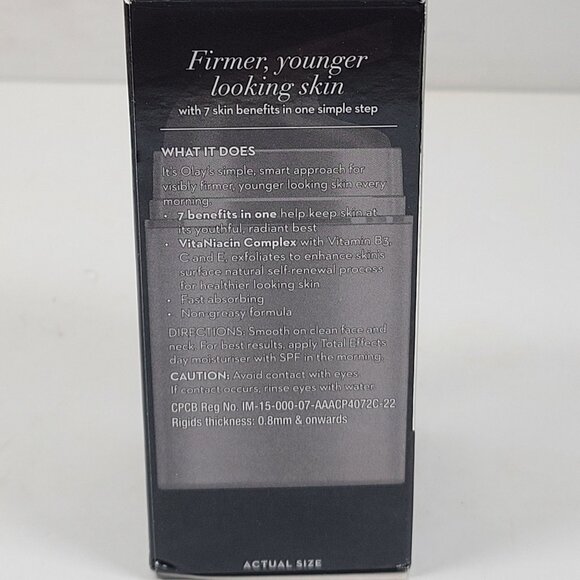 Firmer, younger
looking skin
with 7 skin benefits in one simple step
WHAT IT DOES
It's Olay's simple, smart approach for
visibly firmer, younger looking skin every
morning.
• 7 benefits in one help keep skin at
its youthful, radiant best
• VitaNiacin Complex with Vitamin B3,
C and E, exfoliates to enhance skin's
surface natural self-renewal process
for healthier looking skin
• Fast absorbing
• Non-greasy formula
DIRECTIONS: Smooth on clean face and
neck. For best results, apply Total Effects
day moisturiser with SPF in the morning.
CAUTION: Avoid contact with eyes.
If contact occurs, rinse eyes with water.
CPCB Reg No. IM-15-000-07-AAACP4072C-22
Rigids thickness: 0.8mm & onwards
ACTUAL SIZE